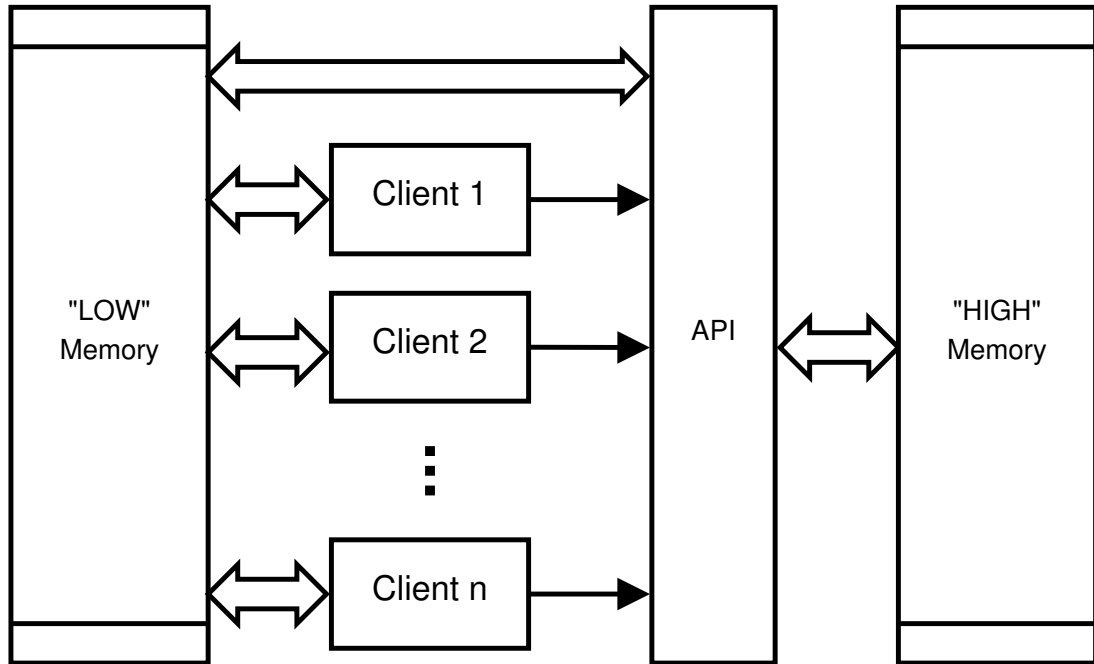 "LOW"
Memory
Client 1
Client 2
Client n
API
"HIGH"
Memory